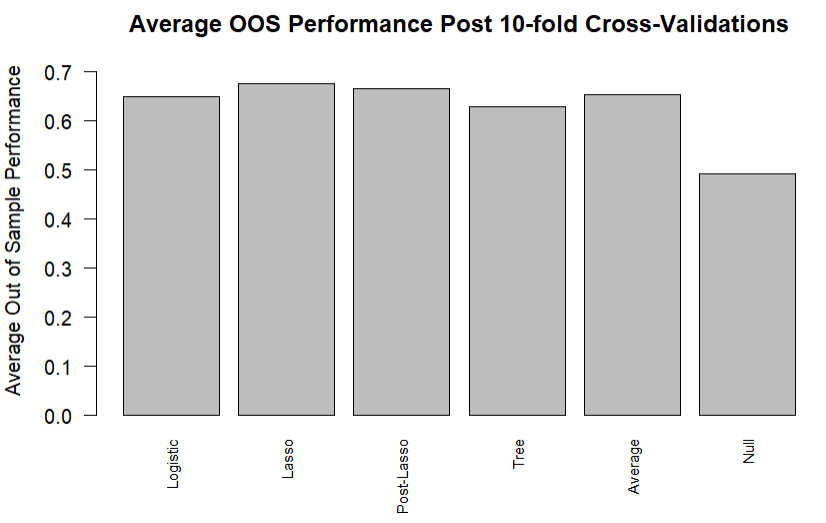 Average OOS Performance Post 10-fold Cross-Validations
Average Out of Sample Performance
0.7
0.6
0.5
0.4
0.3
0.2
0.1
0.0
Logistic
Lasso
Post-Lasso
Tree
Average
Null